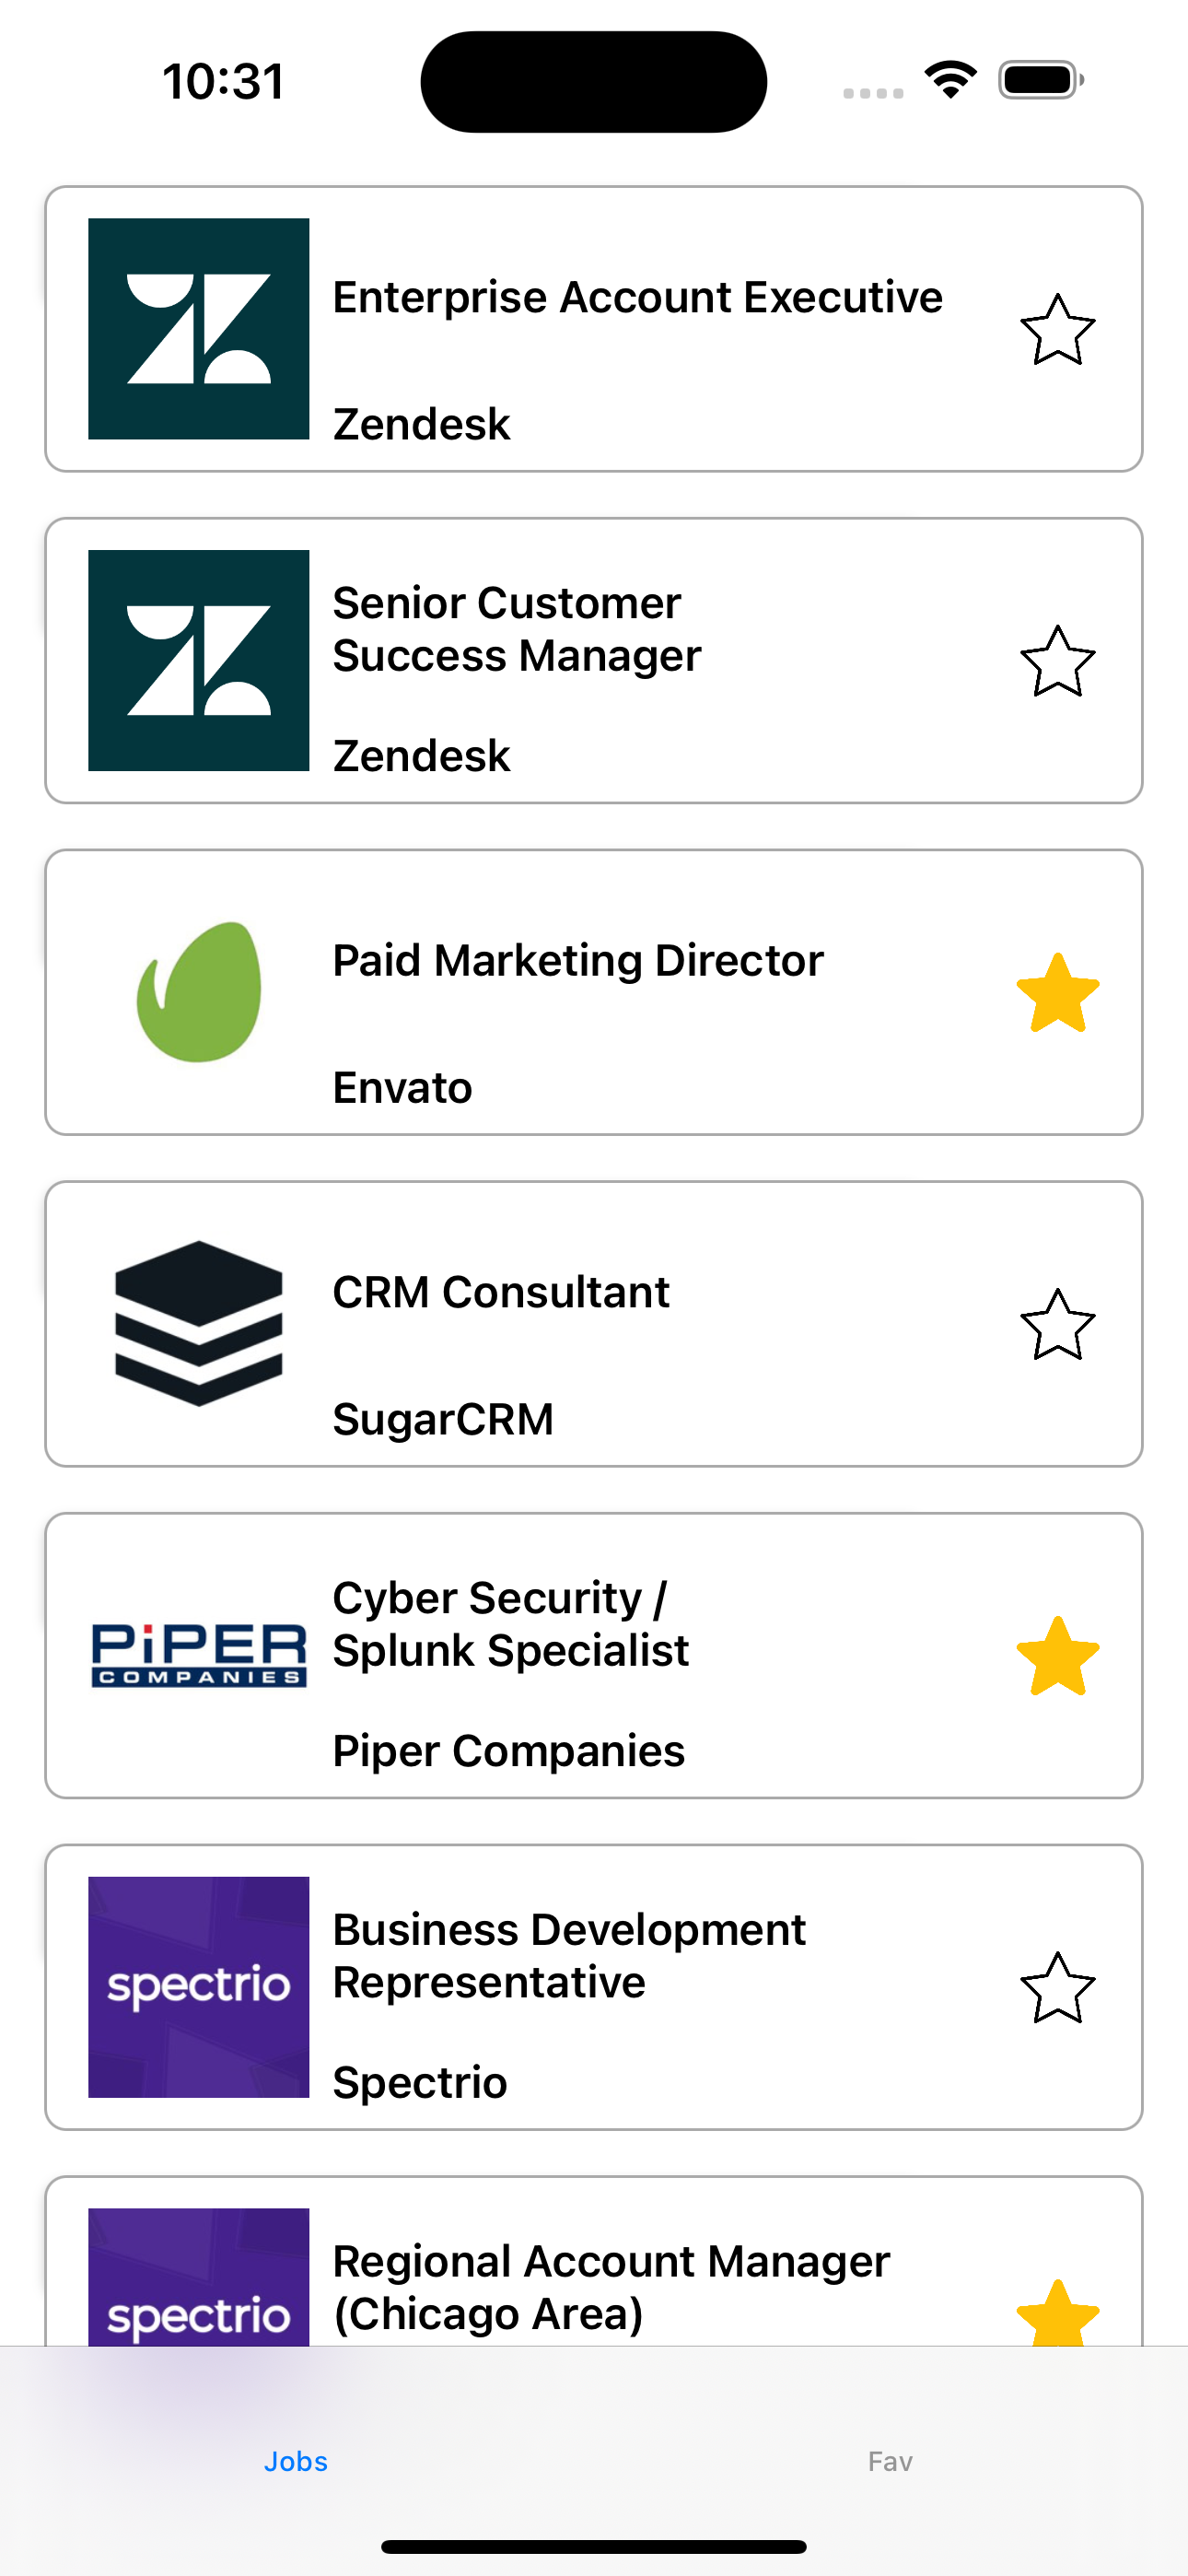 10:31
Enterprise Account Executive
Zendesk
Senior Customer
Success Manager
Zendesk
Paid Marketing Director
Envato
CRM Consultant
SugarCRM
PiPER
COMPANIES
Cyber Security /
Splunk Specialist
Piper Companies
spectrio
Business Development
Representative
Spectrio
spectrio
Regional Account Manager
(Chicago Area)
Jobs
Fav